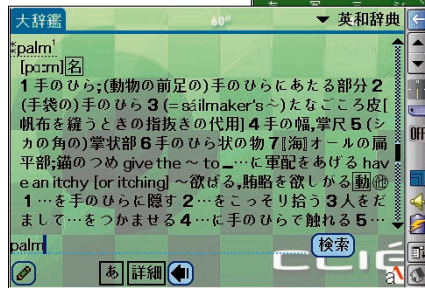 大辞鑑
▼ 英和辞典
*palm¹
[pɑːm]名
1 手のひら;(動物の前足の)手のひらにあたる部分 2
(手袋の)手のひら 3 (= sáilmaker's ~)たなごころ皮[
帆布を縫うときの指抜きの代用] 4 手の幅,掌尺 5 (シ
カの角の)掌状部 6 手のひら状の物 7 [海]オールの扁
平部;錨のつめ give the ~ to ‥‥に軍配をあげる hav
e an itchy [or itching] ~欲ばる,賄賂を欲しがる 動 他
1 …を手のひらに隠す 2 …をこっそり拾う 3 人をだ
まして…をつかませる 4 …に手のひらで触れる 5 …
OFF
palm
検索
CLIÉ
あ 詳細
a